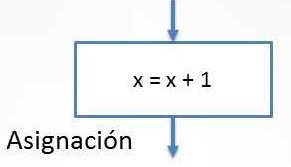 x = x + 1
Asignación